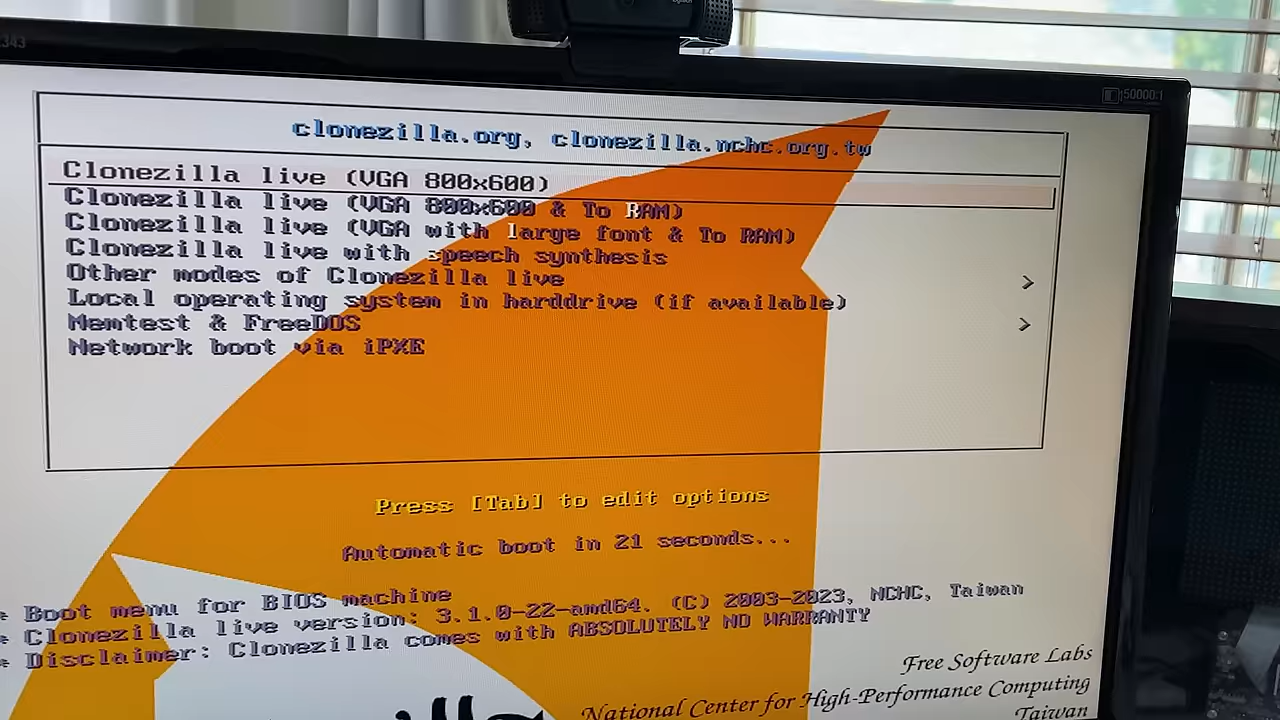 343
50000:1
clonezilla.org, clonezilla.nchc.org.tw
Clonezilla live (VGA 800x600)
Clonezilla live (VGA 800x600 & To RAM)
Clonezilla live (VGA with large font & To RAM)
Clonezilla live with speech synthesis
Other modes of Clonezilla live >
Local operating system in harddrive (if available)
Memtest & FreeDOS >
Network boot via iPXE
Press [Tab] to edit options
Automatic boot in 21 seconds...
* Boot menu for BIOS machine
* Clonezilla live version: 3.1.0-22-amd64. (C) 2003-2023, NCHC, Taiwan
* Disclaimer: Clonezilla comes with ABSOLUTELY NO WARRANTY
Free Software Labs
National Center for High-Performance Computing
Taiwan